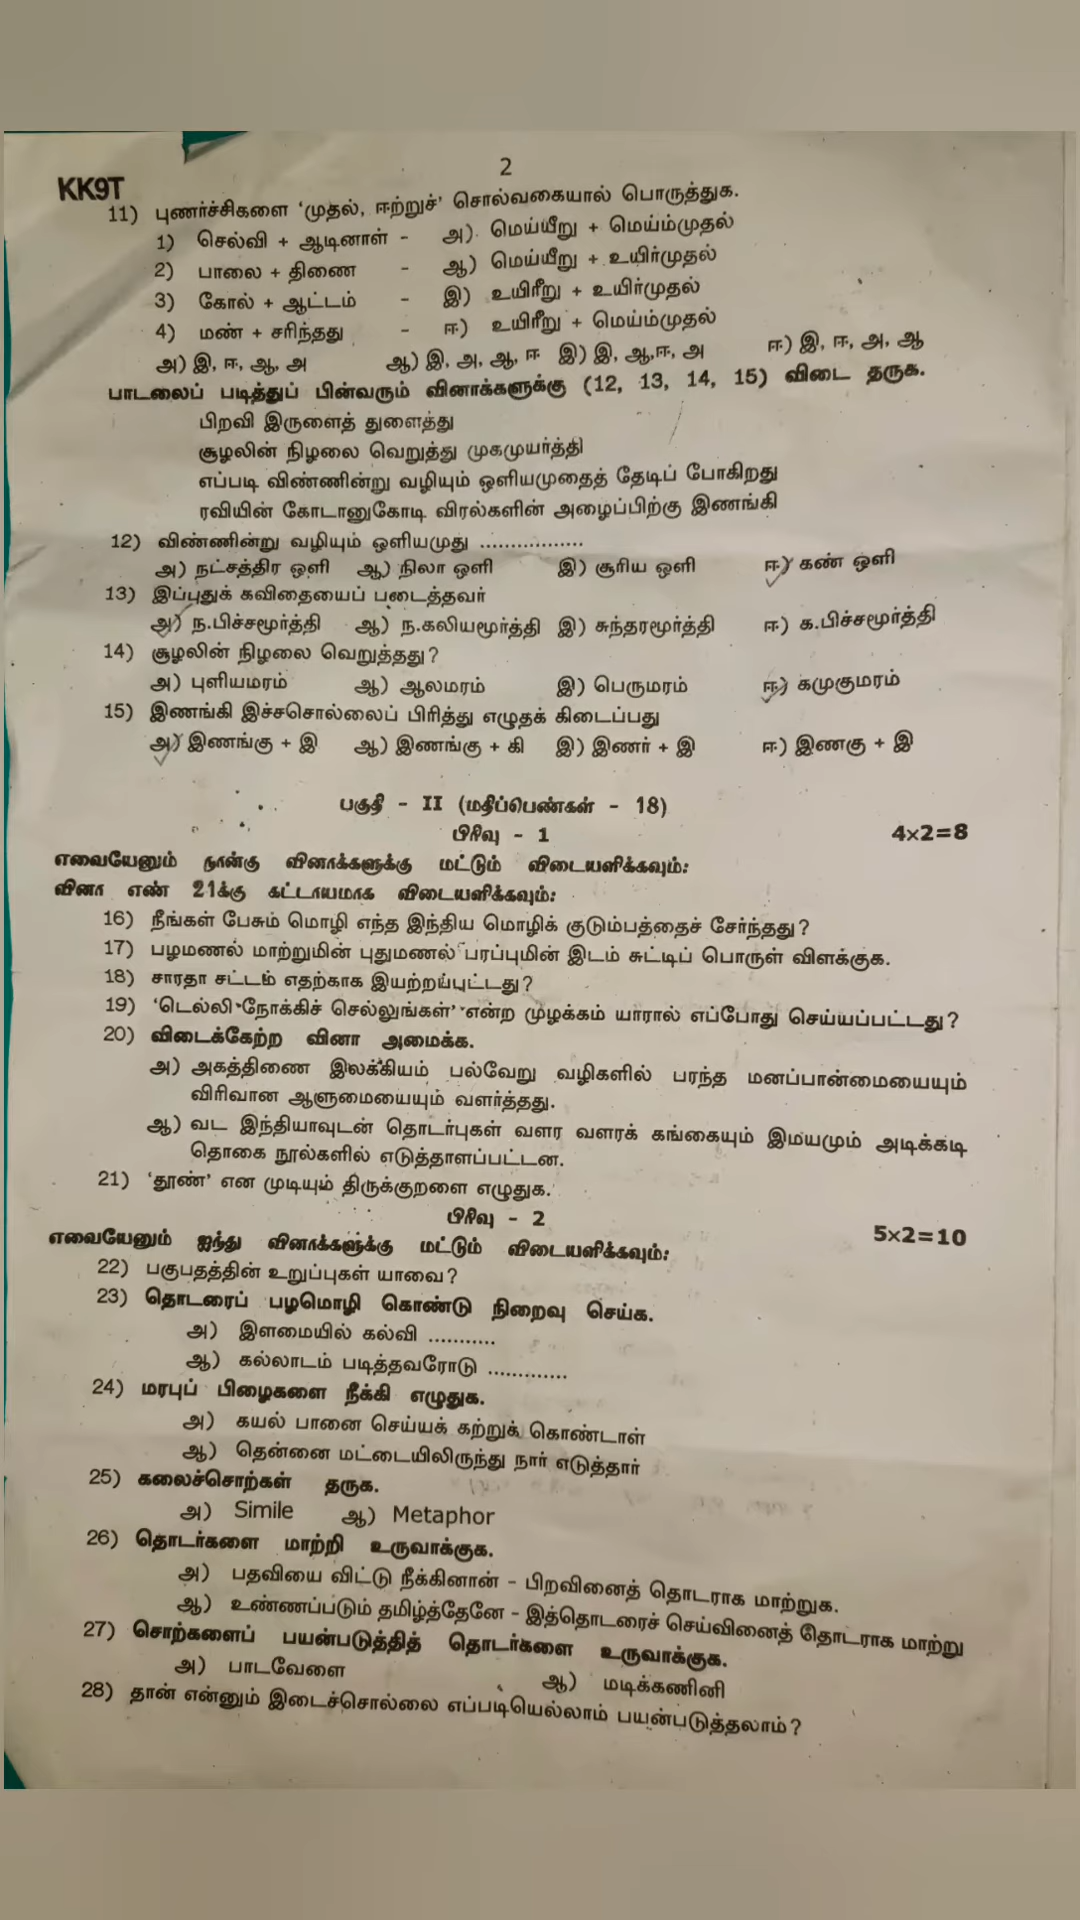 2
KK9T
11) புணர்ச்சிகளை 'முதல், ஈற்றுச்' சொல்வகையால் பொருத்துக.
1) செல்வி + ஆடினாள் - அ). மெய்யீறு + மெய்ம்முதல்
2) பாலை + திணை - ஆ) மெய்யீறு + உயிர்முதல்
3) கோல் + ஆட்டம் - இ) உயிரீறு + உயிர்முதல்
4) மண் + சரிந்தது - ஈ) உயிரீறு + மெய்ம்முதல்
அ) இ, ஈ, ஆ, அ ஆ) இ, அ, ஆ, ஈ இ) இ, ஆ,ஈ, அ ஈ) இ, ஈ, அ, ஆ
பாடலைப் படித்துப் பின்வரும் வினாக்களுக்கு (12, 13, 14, 15) விடை தருக.
பிறவி இருளைத் துளைத்து
சூழலின் நிழலை வெறுத்து முகமுயர்த்தி
எப்படி விண்ணின்று வழியும் ஒளியமுதைத் தேடிப் போகிறது
ரவியின் கோடானுகோடி விரல்களின் அழைப்பிற்கு இணங்கி
12) விண்ணின்று வழியும் ஒளியமுது .................
அ) நட்சத்திர ஒளி ஆ) நிலா ஒளி இ) சூரிய ஒளி ஈ) கண் ஒளி
13) இப்புதுக் கவிதையைப் படைத்தவர்
அ) ந.பிச்சமூர்த்தி ஆ) ந.கலியமூர்த்தி இ) சுந்தரமூர்த்தி ஈ) க.பிச்சமூர்த்தி
14) சூழலின் நிழலை வெறுத்தது?
அ) புளியமரம் ஆ) ஆலமரம் இ) பெருமரம் ஈ) கமுகுமரம்
15) இணங்கி இச்சசொல்லைப் பிரித்து எழுதக் கிடைப்பது
அ) இணங்கு + இ ஆ) இணங்கு + கி இ) இணர் + இ ஈ) இணகு + இ
பகுதி - II (மதிப்பெண்கள் - 18)
பிரிவு - 1 4x2=8
எவையேனும் நான்கு வினாக்களுக்கு மட்டும் விடையளிக்கவும்:
வினா எண் 21க்கு கட்டாயமாக விடையளிக்கவும்:
16) நீங்கள் பேசும் மொழி எந்த இந்திய மொழிக் குடும்பத்தைச் சேர்ந்தது?
17) பழமணல் மாற்றுமின் புதுமணல் பரப்புமின் இடம் சுட்டிப் பொருள் விளக்குக.
18) சாரதா சட்டம் எதற்காக இயற்றப்புட்டது?
19) 'டெல்லி நோக்கிச் செல்லுங்கள்' என்ற முழக்கம் யாரால் எப்போது செய்யப்பட்டது?
20) விடைக்கேற்ற வினா அமைக்க.
அ) அகத்திணை இலக்கியம் பல்வேறு வழிகளில் பரந்த மனப்பான்மையையும்
விரிவான ஆளுமையையும் வளர்த்தது.
ஆ) வட இந்தியாவுடன் தொடர்புகள் வளர வளரக் கங்கையும் இமயமும் அடிக்கடி
தொகை நூல்களில் எடுத்தாளப்பட்டன.
21) 'தூண்' என முடியும் திருக்குறளை எழுதுக.
பிரிவு - 2 5x2=10
எவையேனும் ஐந்து வினாக்களுக்கு மட்டும் விடையளிக்கவும்:
22) பகுபதத்தின் உறுப்புகள் யாவை?
23) தொடரைப் பழமொழி கொண்டு நிறைவு செய்க.
அ) இளமையில் கல்வி ...........
ஆ) கல்லாடம் படித்தவரோடு .............
24) மரபுப் பிழைகளை நீக்கி எழுதுக.
அ) கயல் பானை செய்யக் கற்றுக் கொண்டாள்
ஆ) தென்னை மட்டையிலிருந்து நார் எடுத்தார்
25) கலைச்சொற்கள் தருக.
அ) Simile ஆ) Metaphor
26) தொடர்களை மாற்றி உருவாக்குக.
அ) பதவியை விட்டு நீக்கினான் - பிறவினைத் தொடராக மாற்றுக.
ஆ) உண்ணப்படும் தமிழ்த்தேனே - இத்தொடரைச் செய்வினைத் தொடராக மாற்று
27) சொற்களைப் பயன்படுத்தித் தொடர்களை உருவாக்குக.
அ) பாடவேளை ஆ) மடிக்கணினி
28) தான் என்னும் இடைச்சொல்லை எப்படியெல்லாம் பயன்படுத்தலாம்?